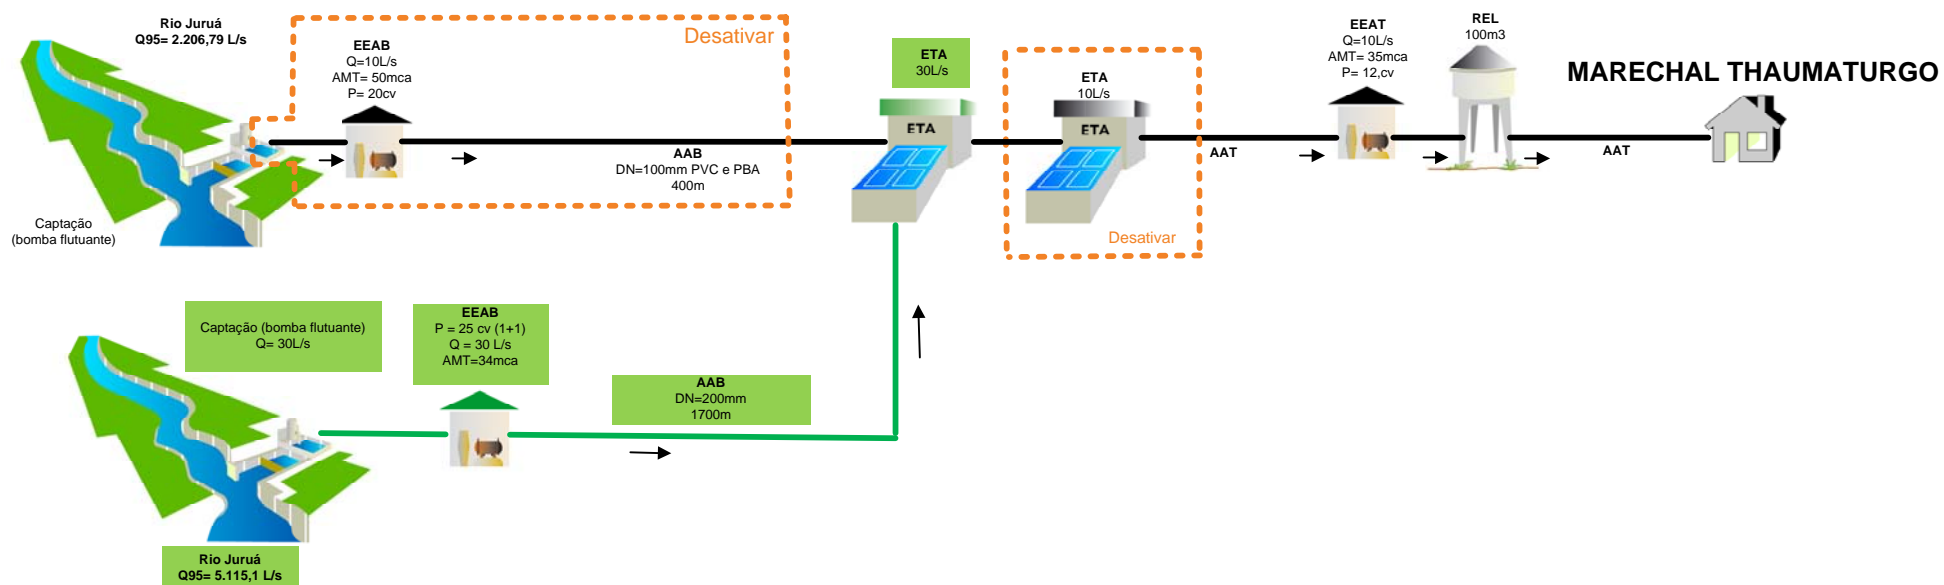 Rio Juruá
Q95= 2.206,79 L/s
Desativar
EEAB
Q=10L/s
AMT= 50mca
P= 20cv
AAB
DN=100mm PVC e PBA
400m
Captação
(bomba flutuante)
ETA
30L/s
ETA
ETA
10L/s
ETA
Desativar
AAT
EEAT
Q=10L/s
AMT= 35mca
P= 12,cv
REL
100m3
AAT
MARECHAL THAUMATURGO
Captação (bomba flutuante)
Q= 30L/s
EEAB
P = 25 cv (1+1)
Q = 30 L/s
AMT=34mca
AAB
DN=200mm
1700m
Rio Juruá
Q95= 5.115,1 L/s